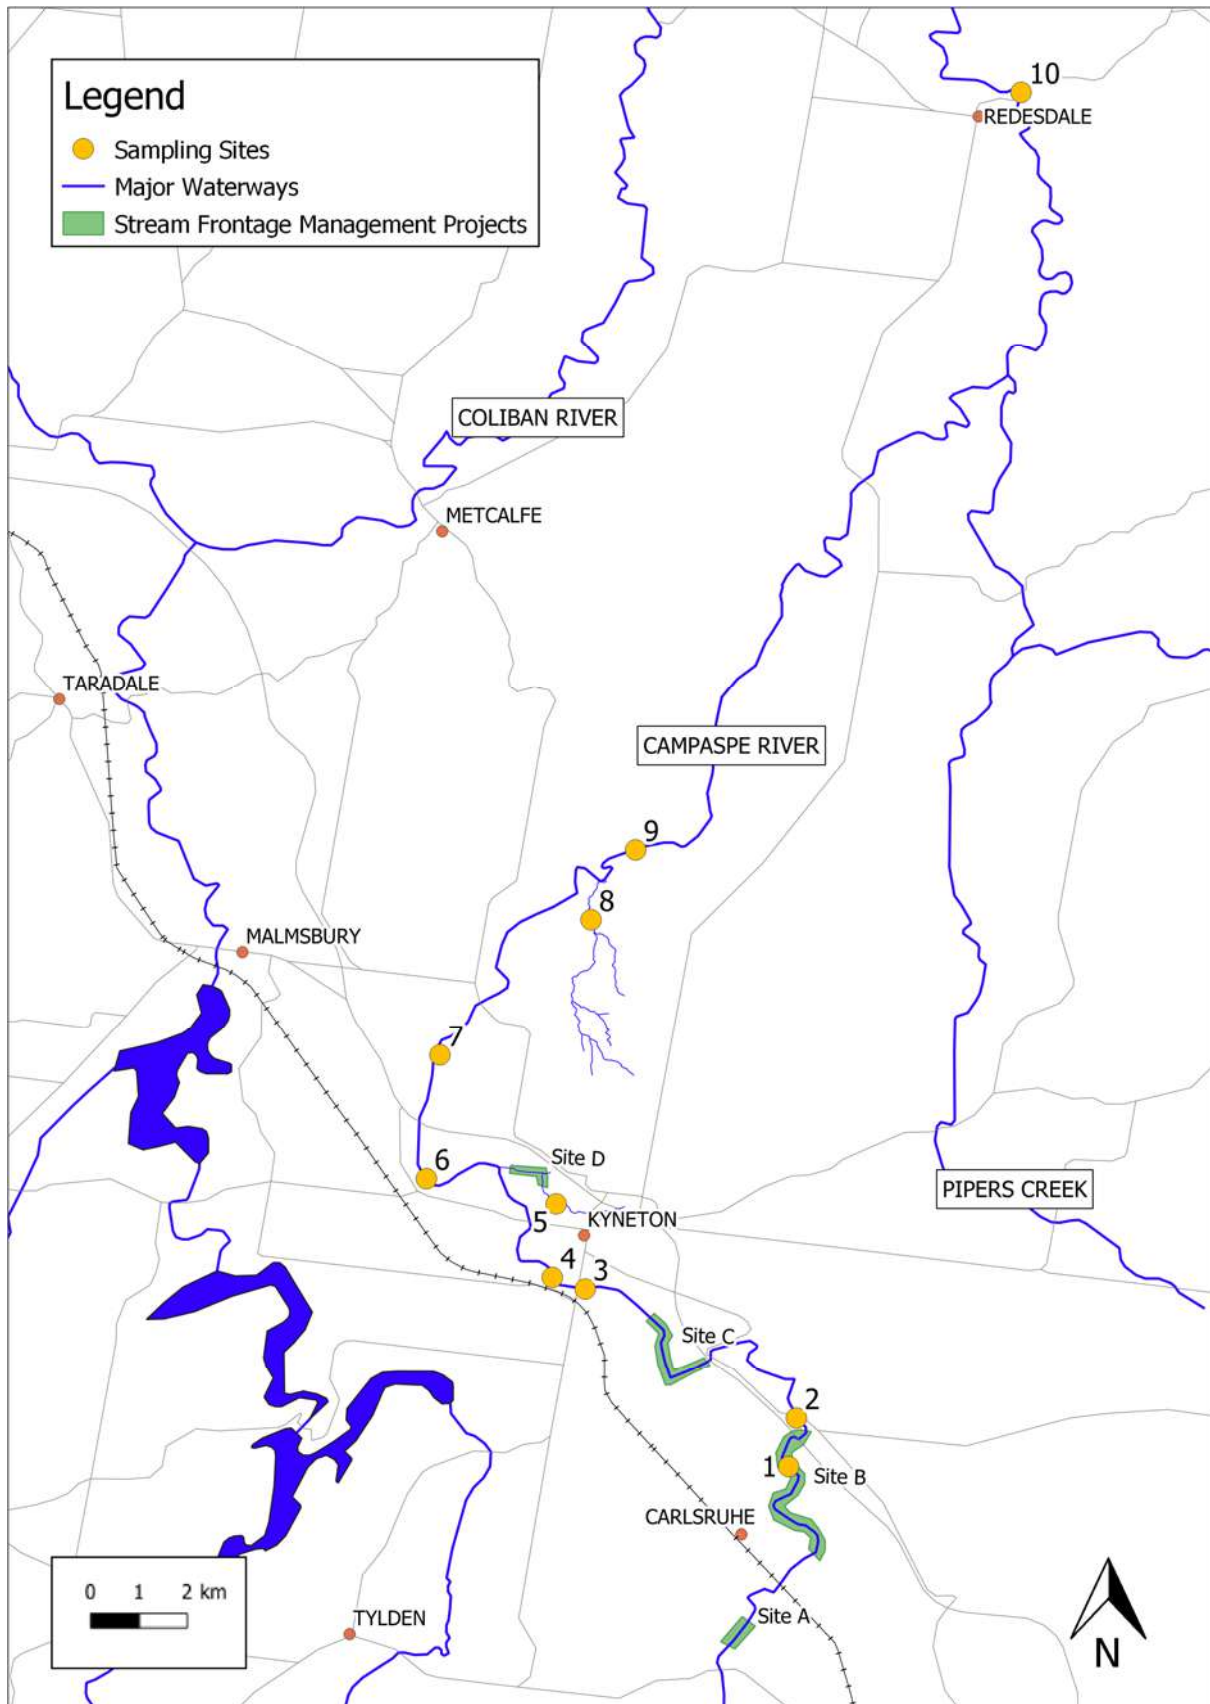 Legend
Sampling Sites
Major Waterways
Stream Frontage Management Projects
10
REDESDALE
COLIBAN RIVER
METCALFE
TARADALE
CAMPASPE RIVER
9
8
MALMSBURY
7
6
Site D
5
KYNETON
PIPERS CREEK
4
3
Site C
2
1
Site B
CARLSRUHE
0 1 2 km
TYLDEN
Site A
N